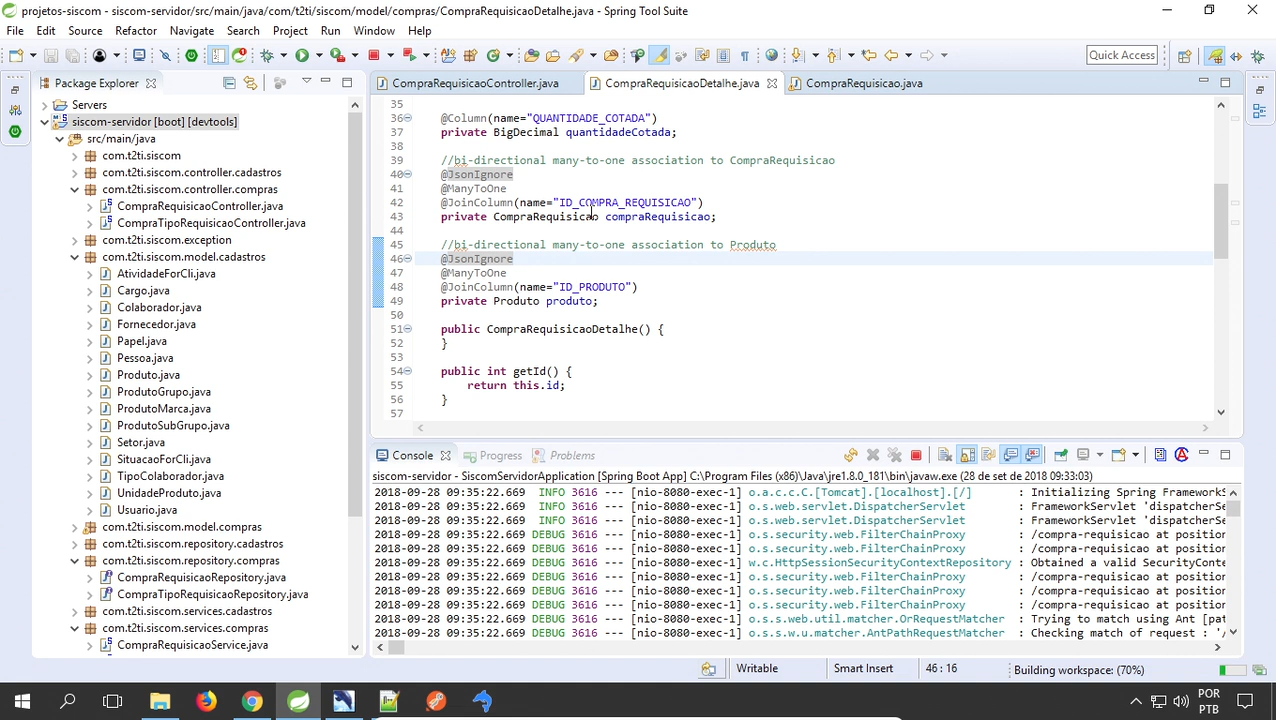 projetos-siscom - siscom-servidor/src/main/java/com/t2ti/siscom/model/compras/CompraRequisicaoDetalhe.java - Spring Tool Suite
File Edit Source Refactor Navigate Search Project Run Window Help
Quick Access
Package Explorer
Servers
siscom-servidor [boot] [devtools]
src/main/java
com.t2ti.siscom
com.t2ti.siscom.controller.cadastros
com.t2ti.siscom.controller.compras
CompraRequisicaoController.java
CompraTipoRequisicaoController.java
com.t2ti.siscom.exception
com.t2ti.siscom.model.cadastros
AtividadeForCli.java
Cargo.java
Colaborador.java
Fornecedor.java
Papel.java
Pessoa.java
Produto.java
ProdutoGrupo.java
ProdutoMarca.java
ProdutoSubGrupo.java
Setor.java
SituacaoForCli.java
TipoColaborador.java
UnidadeProduto.java
Usuario.java
com.t2ti.siscom.model.compras
com.t2ti.siscom.repository.cadastros
com.t2ti.siscom.repository.compras
CompraRequisicaoRepository.java
CompraTipoRequisicaoRepository.java
com.t2ti.siscom.services.cadastros
com.t2ti.siscom.services.compras
CompraRequisicaoService.java
CompraRequisicaoController.java CompraRequisicaoDetalhe.java CompraRequisicao.java
35
36 @Column(name="QUANTIDADE_COTADA")
37 private BigDecimal quantidadeCotada;
38
39 //bi-directional many-to-one association to CompraRequisicao
40 @JsonIgnore
41 @ManyToOne
42 @JoinColumn(name="ID_COMPRA_REQUISICAO")
43 private CompraRequisicao compraRequisicao;
44
45 //bi-directional many-to-one association to Produto
46 @JsonIgnore
47 @ManyToOne
48 @JoinColumn(name="ID_PRODUTO")
49 private Produto produto;
50
51 public CompraRequisicaoDetalhe() {
52 }
53
54 public int getId() {
55 return this.id;
56 }
57
Console Progress Problems
siscom-servidor - SiscomServidorApplication [Spring Boot App] C:\Program Files (x86)\Java\jre1.8.0_181\bin\javaw.exe (28 de set de 2018 09:33:03)
2018-09-28 09:35:22.669 INFO 3616 --- [nio-8080-exec-1] o.a.c.c.C.[Tomcat].[localhost].[/] : Initializing Spring FrameworkS
2018-09-28 09:35:22.669 INFO 3616 --- [nio-8080-exec-1] o.s.web.servlet.DispatcherServlet : FrameworkServlet 'dispatcherSe
2018-09-28 09:35:22.669 INFO 3616 --- [nio-8080-exec-1] o.s.web.servlet.DispatcherServlet : FrameworkServlet 'dispatcherSe
2018-09-28 09:35:22.669 DEBUG 3616 --- [nio-8080-exec-1] o.s.security.web.FilterChainProxy : /compra-requisicao at position
2018-09-28 09:35:22.669 DEBUG 3616 --- [nio-8080-exec-1] o.s.security.web.FilterChainProxy : /compra-requisicao at position
2018-09-28 09:35:22.669 DEBUG 3616 --- [nio-8080-exec-1] w.c.HttpSessionSecurityContextRepository : Obtained a valid SecurityConte
2018-09-28 09:35:22.669 DEBUG 3616 --- [nio-8080-exec-1] o.s.security.web.FilterChainProxy : /compra-requisicao at position
2018-09-28 09:35:22.669 DEBUG 3616 --- [nio-8080-exec-1] o.s.security.web.FilterChainProxy : /compra-requisicao at position
2018-09-28 09:35:22.669 DEBUG 3616 --- [nio-8080-exec-1] o.s.security.web.FilterChainProxy : /compra-requisicao at position
2018-09-28 09:35:22.669 DEBUG 3616 --- [nio-8080-exec-1] o.s.web.util.matcher.OrRequestMatcher : Trying to match using Ant [pat
2018-09-28 09:35:22.669 DEBUG 3616 --- [nio-8080-exec-1] o.s.s.w.u.matcher.AntPathRequestMatcher : Checking match of request : '/
Writable Smart Insert 46 : 16 Building workspace: (70%)
POR
PTB